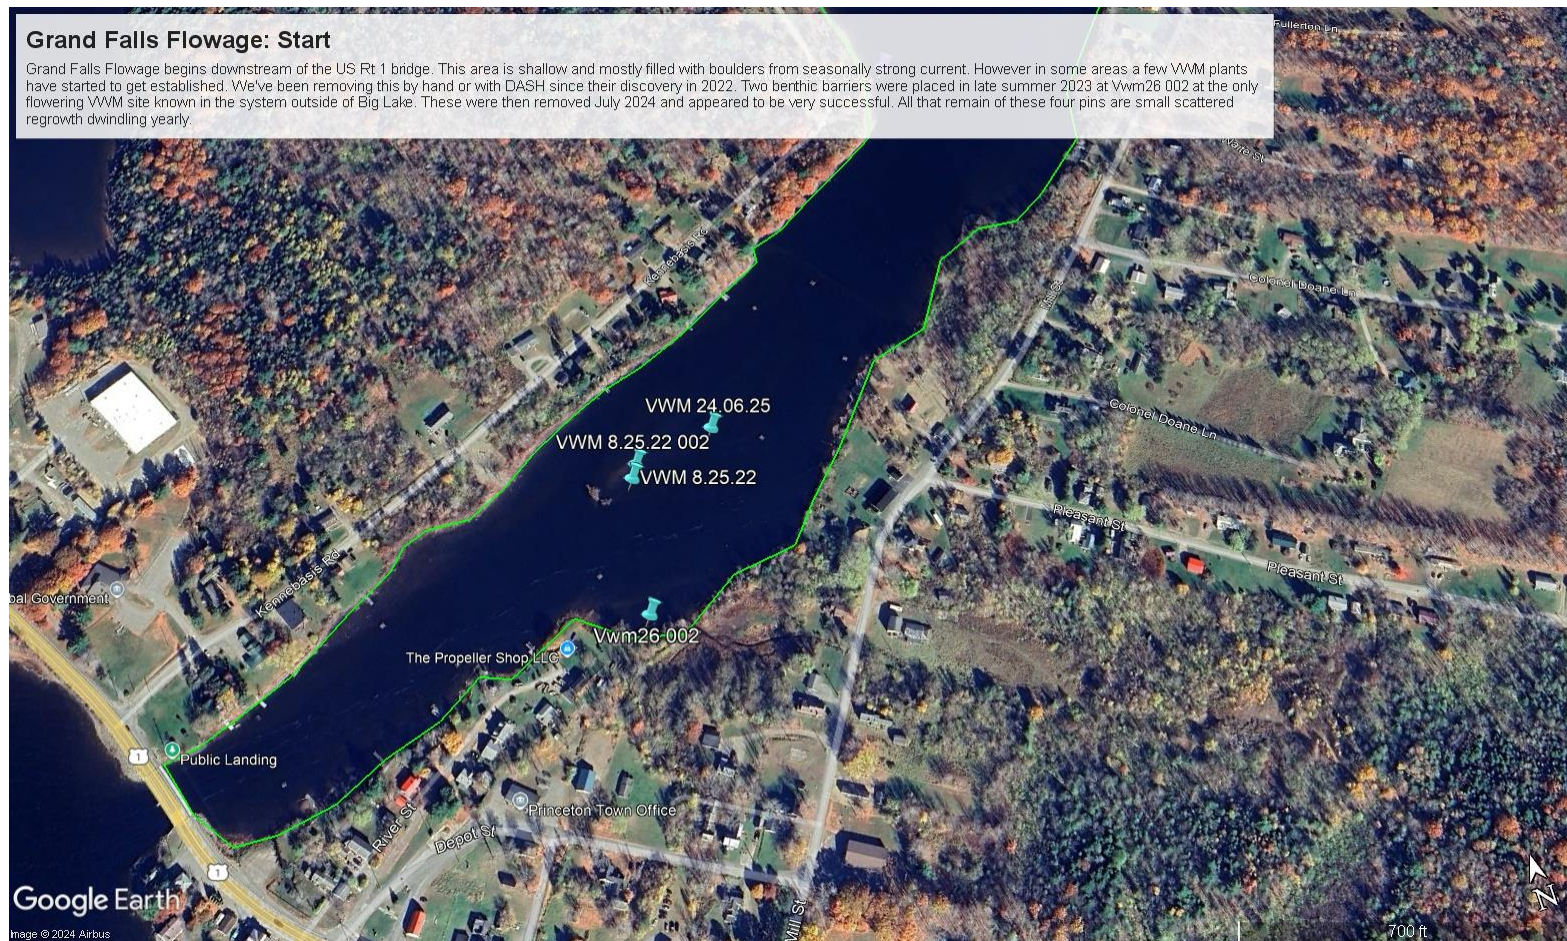 Grand Falls Flowage: Start
Grand Falls Flowage begins downstream of the US Rt 1 bridge. This area is shallow and mostly filled with boulders from seasonally strong current. However in some areas a few VWM plants
have started to get established. We've been removing this by hand or with DASH since their discovery in 2022. Two benthic barriers were placed in late summer 2023 at Vwm26 002 at the only
flowering VWM site known in the system outside of Big Lake. These were then removed July 2024 and appeared to be very successful. All that remain of these four pins are small scattered
regrowth dwindling yearly.
Fullerton Ln
Waite St
Kennebasis Rd
Colonel Doane Ln
Mill St
VWM 24.06.25
Colonel Doane Ln
VWM 8.25.22 002
VWM 8.25.22
Pleasant St
Pleasant St
Kennebasis Rd
bal Government
Vwm26 002
The Propeller Shop LLC
1
Public Landing
Princeton Town Office
River St
Depot St
1
Google Earth
Mill St
N
700 ft
Image © 2024 Airbus